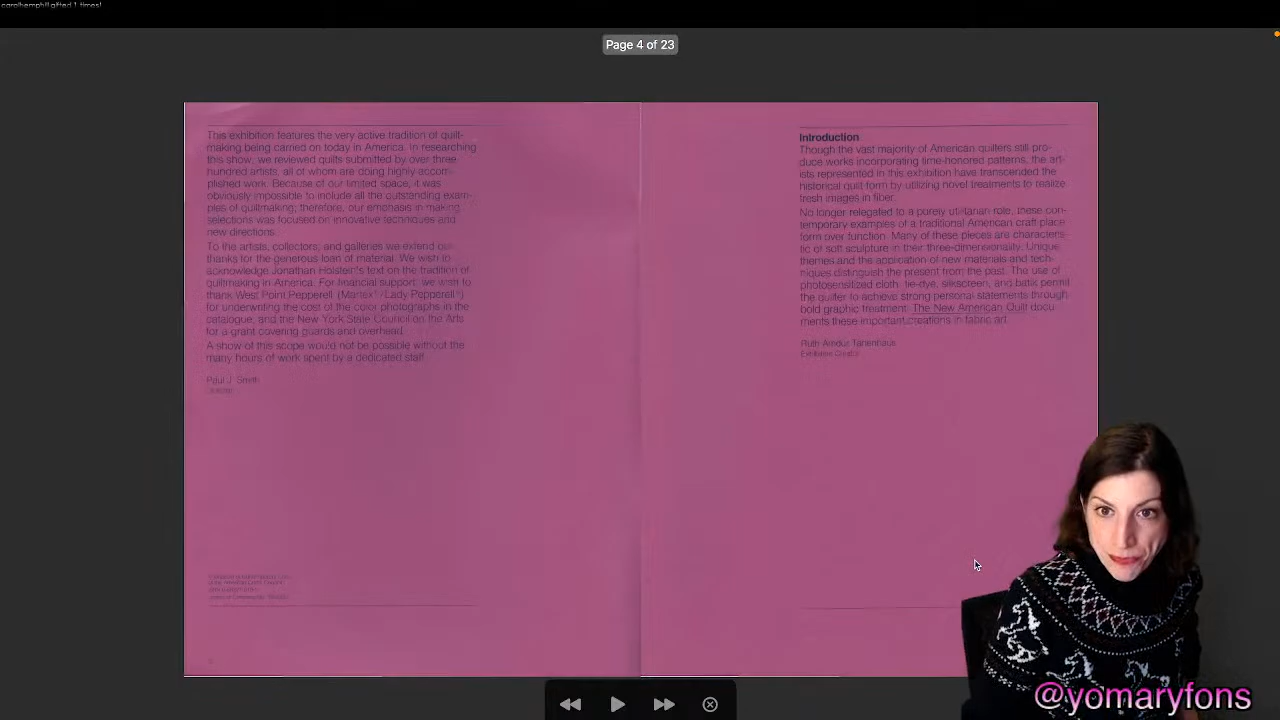 carolhemphill gifted 1 times!
Page 4 of 23
This exhibition features the very active tradition of quilt-
making being carried on today in America. In researching
this show, we reviewed quilts submitted by over three
hundred artists, all of whom are doing highly accom-
plished work. Because of our limited space, it was
obviously impossible to include all the outstanding exam-
ples of quiltmaking; therefore, our emphasis in making
selections was focused on innovative techniques and
new directions.
To the artists, collectors, and galleries we extend our
thanks for the generous loan of material. We wish to
acknowledge Jonathan Holstein's text on the tradition of
quiltmaking in America. For financial support, we wish to
thank West Point Pepperell (Martex/Lady Pepperell)
for underwriting the cost of the color photographs in the
catalogue, and the New York State Council on the Arts
for a grant covering guards and overhead.
A show of this scope would not be possible without the
many hours of work spent by a dedicated staff.
Paul J. Smith
Introduction
Though the vast majority of American quilters still pro-
duce works incorporating time-honored patterns, the art-
ists represented in this exhibition have transcended the
historical quilt form by utilizing novel treatments to realize
fresh images in fiber.
No longer relegated to a purely utilitarian role, these con-
temporary examples of a traditional American craft place
form over function. Many of these pieces are characteris-
tic of soft sculpture in their three-dimensionality. Unique
themes and the application of new materials and tech-
niques distinguish the present from the past. The use of
photosensitized cloth, tie-dye, silkscreen, and batik permit
the quilter to achieve strong personal statements through
bold graphic treatment. The New American Quilt docu-
ments these important creations in fabric art.
Ruth Amdur Tanenhaus
Exhibition Curator
@yomaryfons